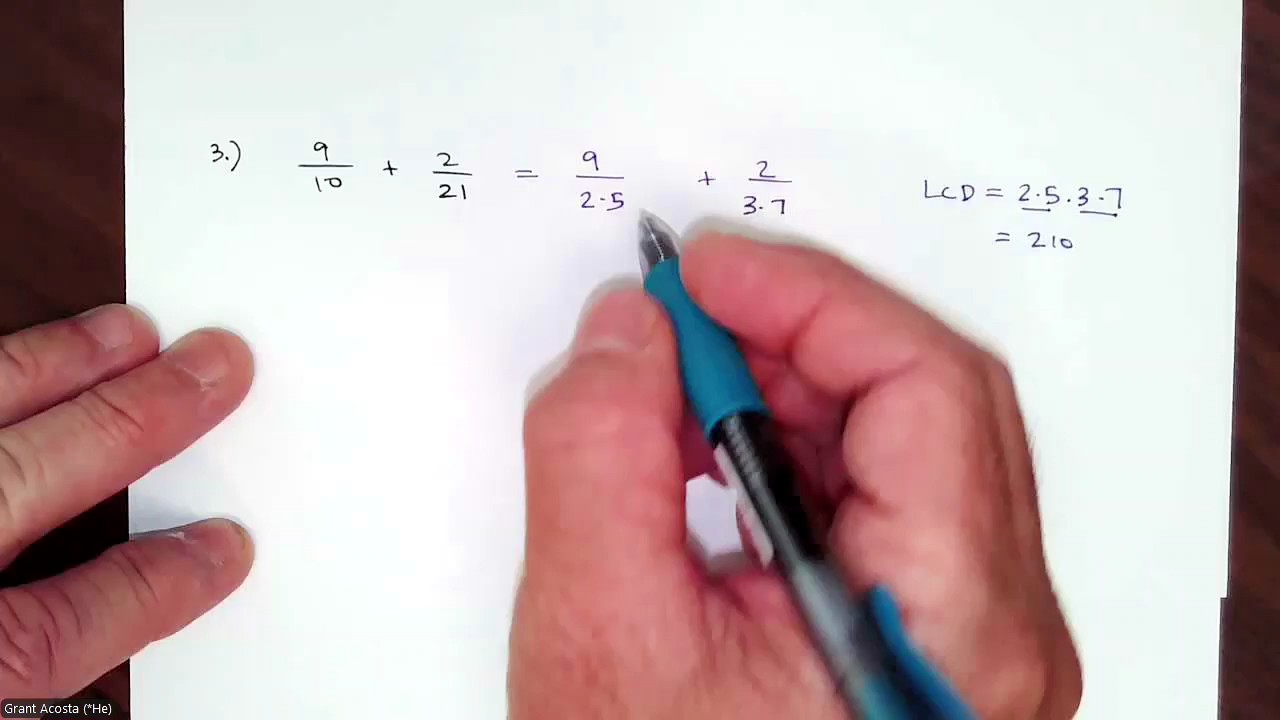 3.) 9/10 + 2/21 = 9/2·5 + 2/3·7
LCD = 2·5·3·7
= 210
Grant Acosta (*He)